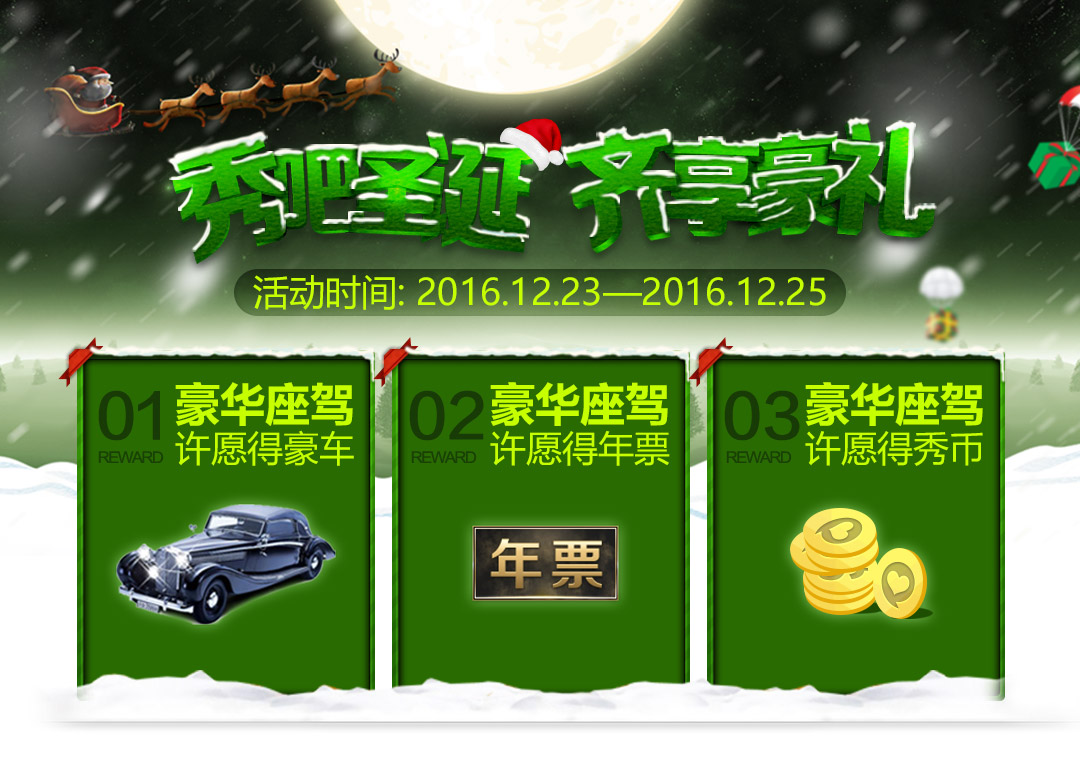 秀吧圣延 齐享豪礼
活动时间: 2016.12.23—2016.12.25
01 豪华座驾
REWARD 许愿得豪车
02 豪华座驾
REWARD 许愿得年票
03 豪华座驾
REWARD 许愿得秀币
年票